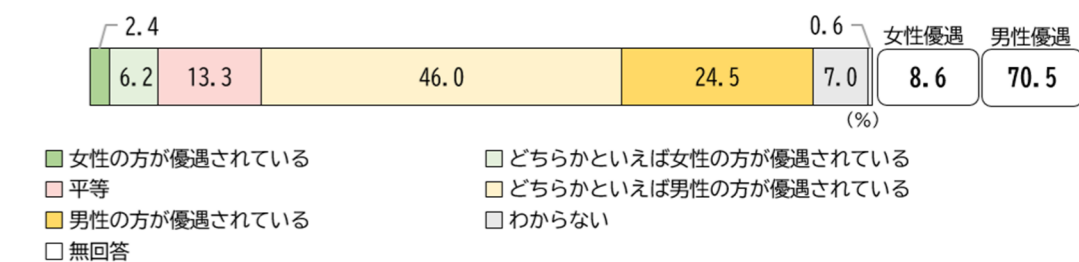 2.4
0.6
女性優遇 男性優遇
6.2 13.3 46.0 24.5 7.0 8.6 70.5
(%)
女性の方が優遇されている どちらかといえば女性の方が優遇されている
平等 どちらかといえば男性の方が優遇されている
男性の方が優遇されている わからない
無回答